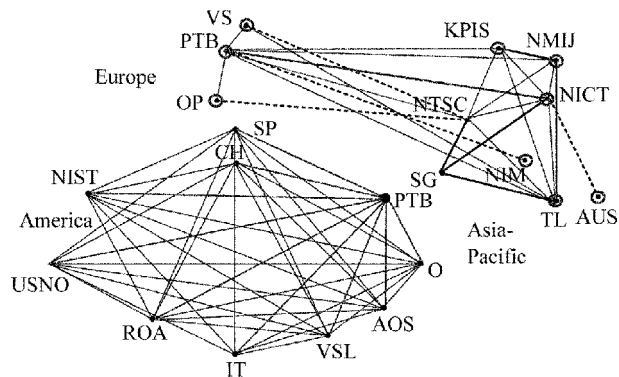 VS
KPIS
PTB
NMIJ
Europe
NICT
OP
NTSC
SP
CH
NIST
NIM
SG
PTB
America
TL
AUS
Asia-
Pacific
O
USNO
AOS
ROA
VSL
IT